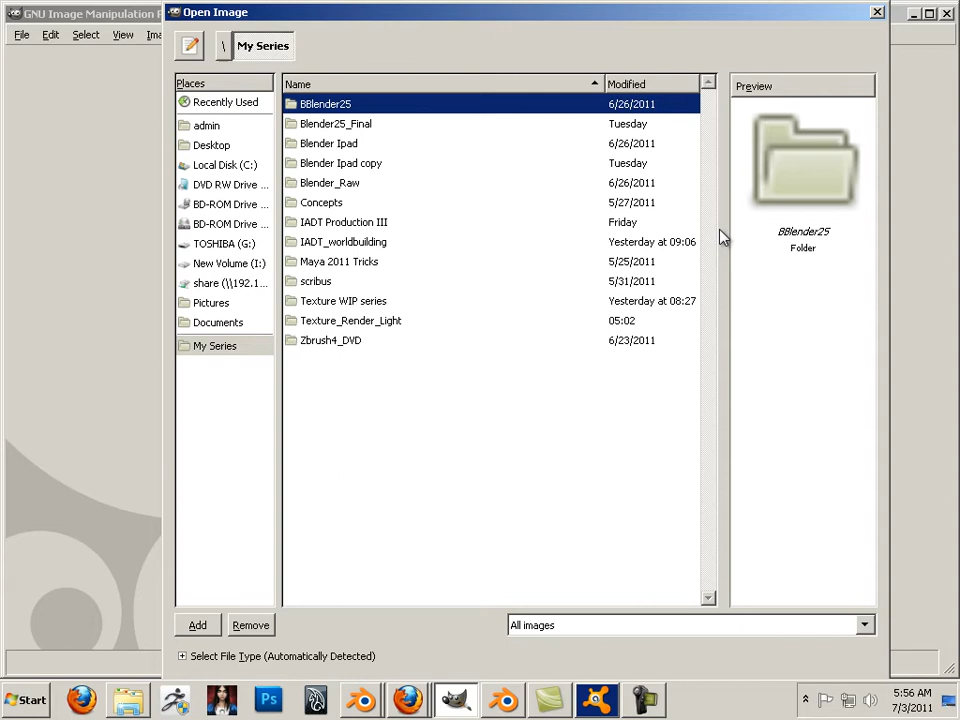 GNU Image Manipulation P
Open Image
File Edit Select View Ima
\ My Series
Places
Recently Used
admin
Desktop
Local Disk (C:)
DVD RW Drive ...
BD-ROM Drive ...
BD-ROM Drive ...
TOSHIBA (G:)
New Volume (I:)
share (\\192.1...
Pictures
Documents
My Series
Name Modified
BBlender25 6/26/2011
Blender25_Final Tuesday
Blender Ipad 6/26/2011
Blender Ipad copy Tuesday
Blender_Raw 6/26/2011
Concepts 5/27/2011
IADT Production III Friday
IADT_worldbuilding Yesterday at 09:06
Maya 2011 Tricks 5/25/2011
scribus 5/31/2011
Texture WIP series Yesterday at 08:27
Texture_Render_Light 05:02
Zbrush4_DVD 6/23/2011
Preview
BBlender25
Folder
Add Remove All images
Select File Type (Automatically Detected)
Start Ps 5:56 AM
7/3/2011